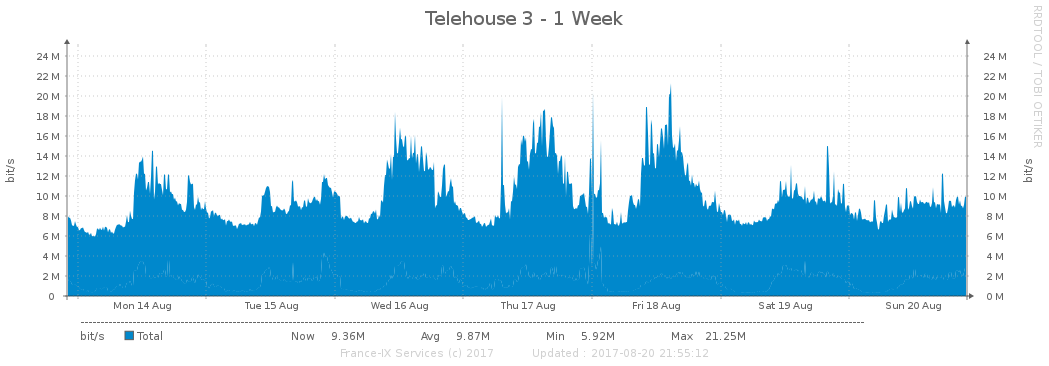 Telehouse 3 - 1 Week
RRDTOOL / TOBI OETIKER
bit/s
24 M 24 M
22 M 22 M
20 M 20 M
18 M 18 M
16 M 16 M
14 M 14 M
12 M 12 M
10 M 10 M
8 M 8 M
6 M 6 M
4 M 4 M
2 M 2 M
0 0 M
bit/s
Mon 14 Aug Tue 15 Aug Wed 16 Aug Thu 17 Aug Fri 18 Aug Sat 19 Aug Sun 20 Aug
bit/s Total Now 9.36M Avg 9.87M Min 5.92M Max 21.25M
France-IX Services (c) 2017 Updated : 2017-08-20 21:55:12